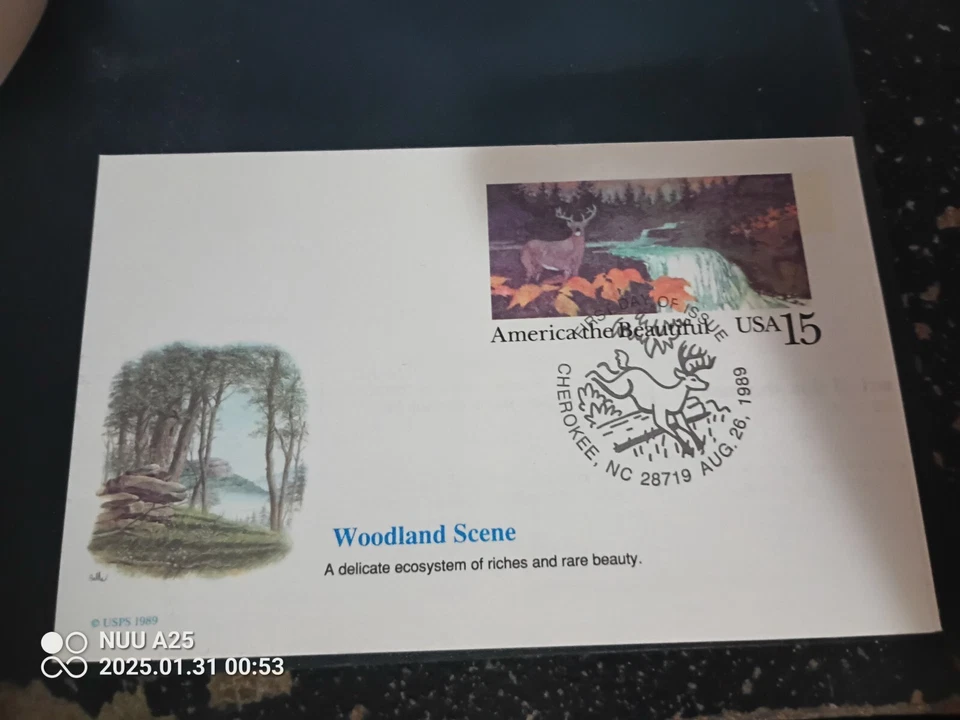 America the Beautiful USA 15
FIRST DAY OF ISSUE
CHEROKEE, NC 28719 AUG. 26, 1989
Woodland Scene
A delicate ecosystem of riches and rare beauty.
© USPS 1989
NUU A25
2025.01.31 00:53